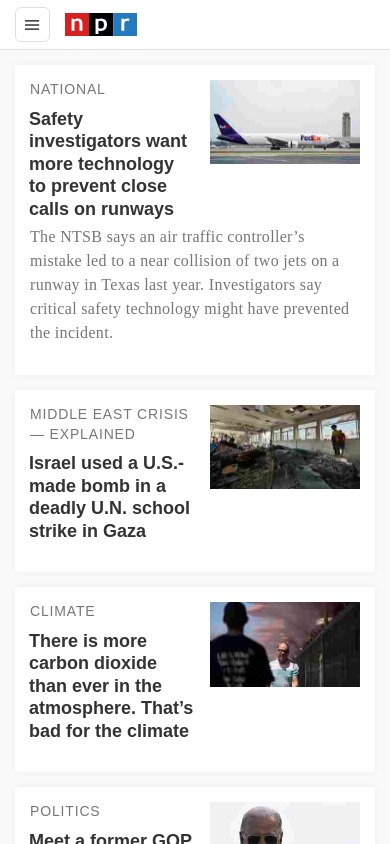 npr
NATIONAL
Safety
investigators want
more technology
to prevent close
calls on runways
FedEx
The NTSB says an air traffic controller’s
mistake led to a near collision of two jets on a
runway in Texas last year. Investigators say
critical safety technology might have prevented
the incident.
MIDDLE EAST CRISIS
— EXPLAINED
Israel used a U.S.-
made bomb in a
deadly U.N. school
strike in Gaza
CLIMATE
There is more
carbon dioxide
than ever in the
atmosphere. That’s
bad for the climate
POLITICS
Meet a former GOP